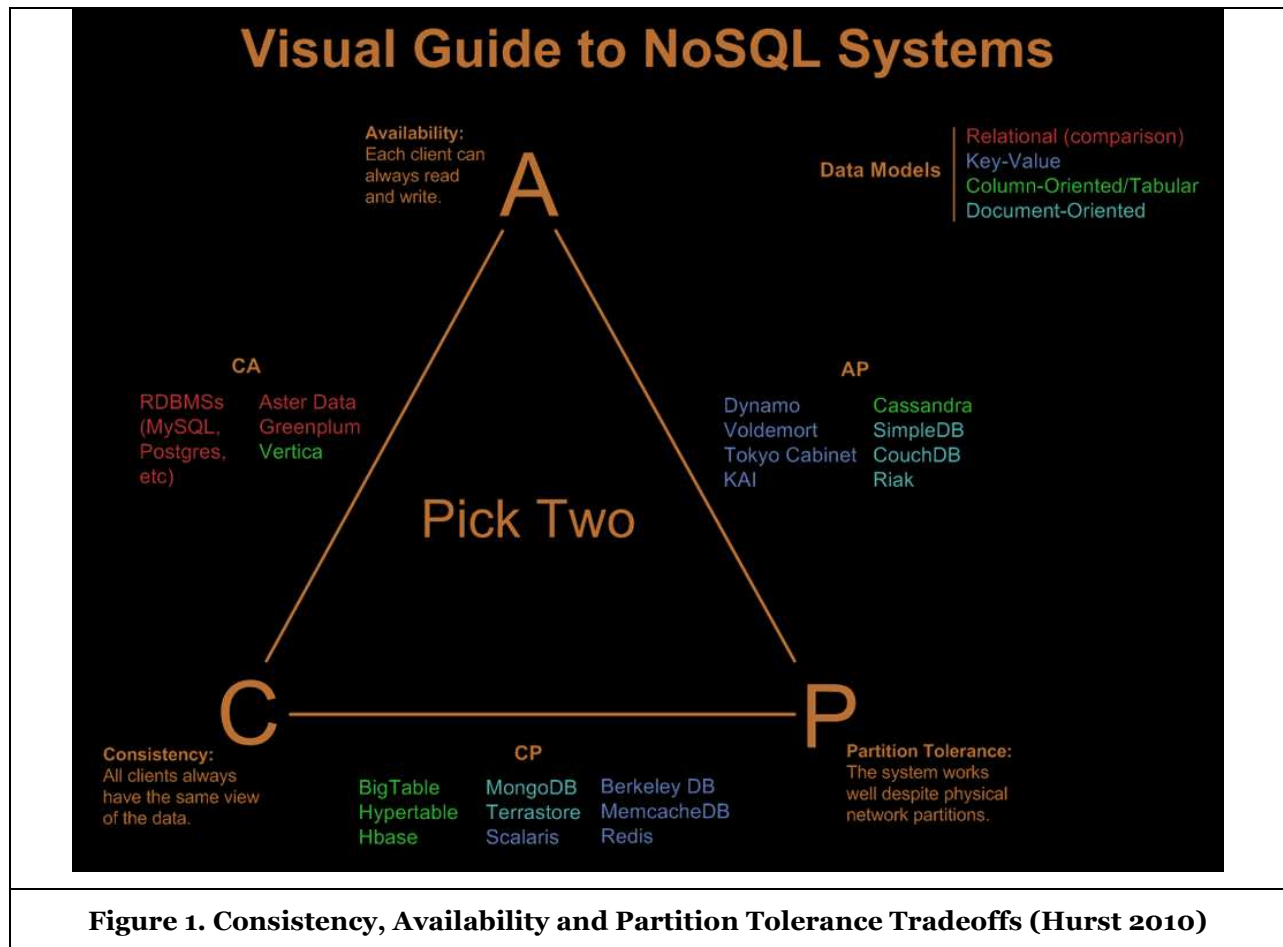 Visual Guide to NoSQL Systems
Availability:
Each client can
always read
and write.
A
Data Models
Relational (comparison)
Key-Value
Column-Oriented/Tabular
Document-Oriented
CA
RDBMSs
(MySQL,
Postgres,
etc)
Aster Data
Greenplum
Vertica
AP
Dynamo
Voldemort
Tokyo Cabinet
KAI
Cassandra
SimpleDB
CouchDB
Riak
Pick Two
C
P
Consistency:
All clients always
have the same view
of the data.
CP
BigTable
Hypertable
Hbase
MongoDB
Terrastore
Scalaris
Berkeley DB
MemcacheDB
Redis
Partition Tolerance:
The system works
well despite physical
network partitions.
Figure 1. Consistency, Availability and Partition Tolerance Tradeoffs (Hurst 2010)